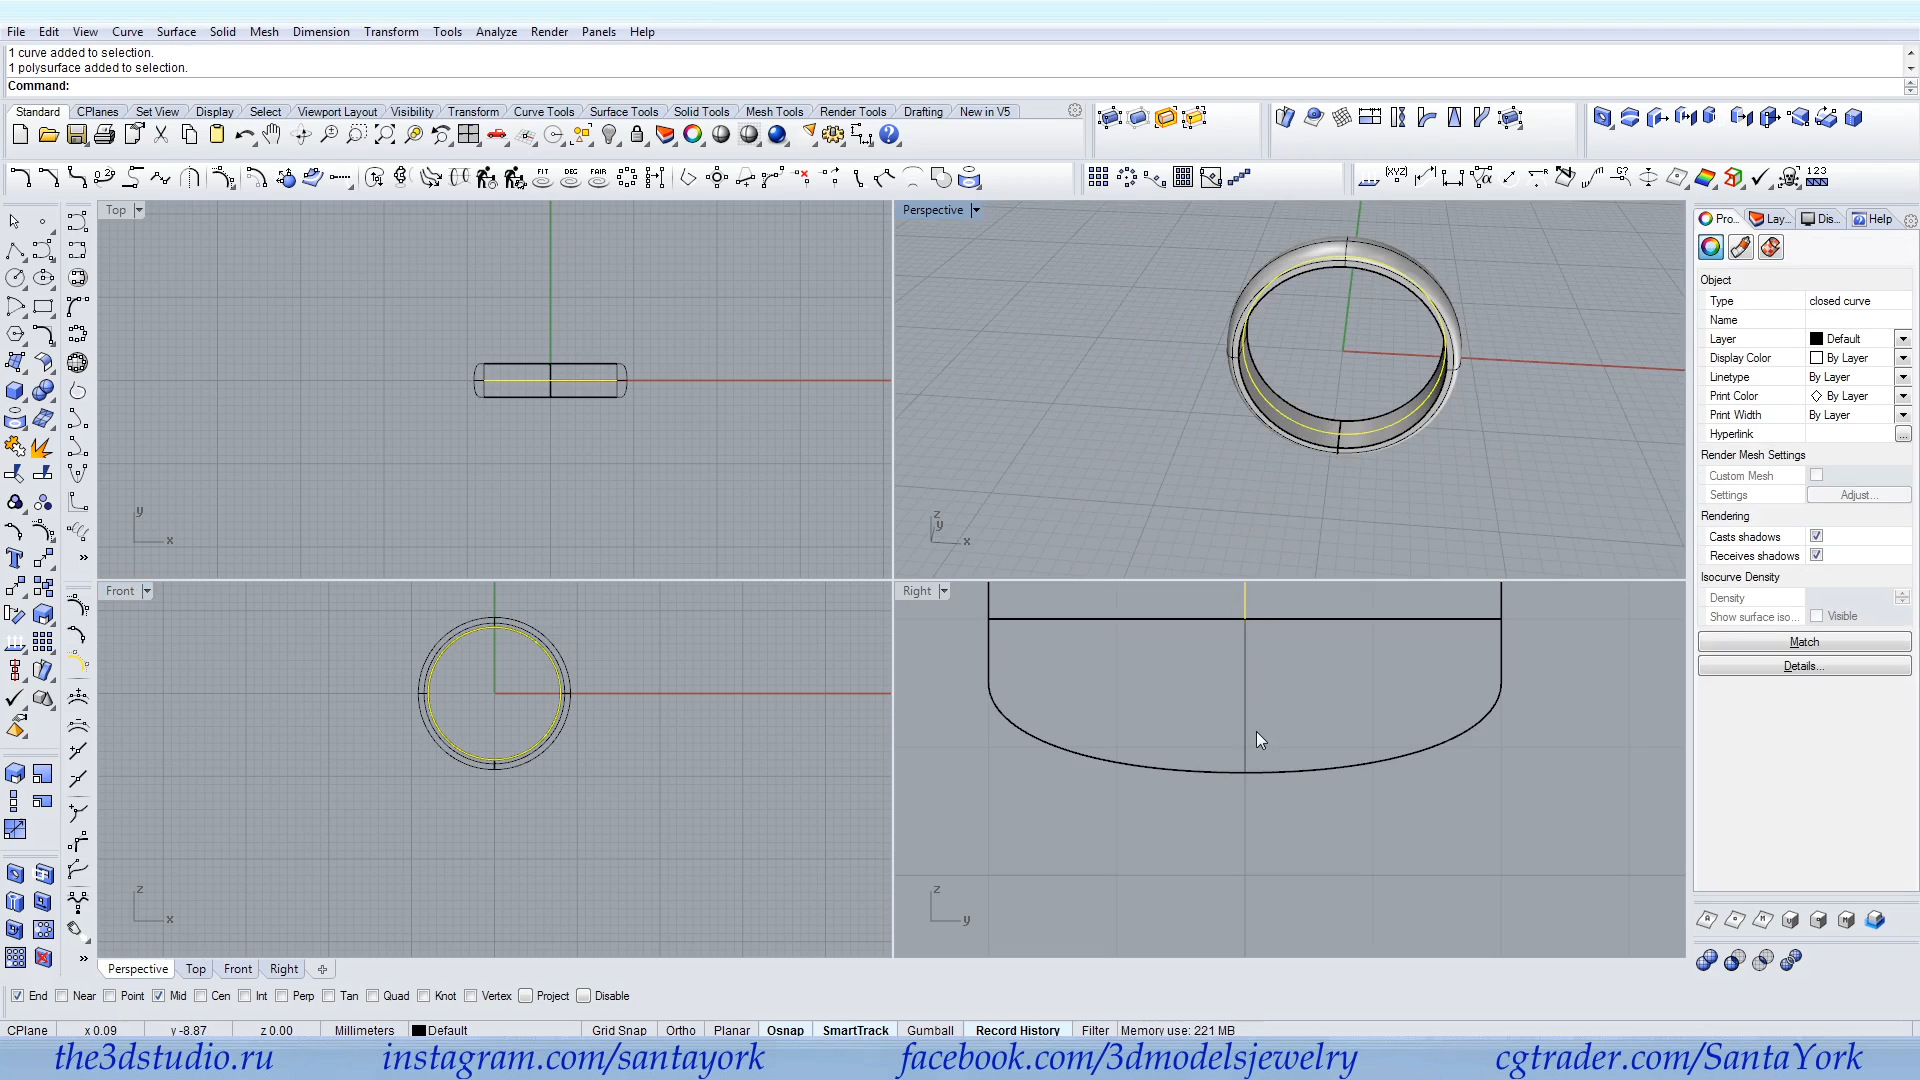 File Edit View Curve Surface Solid Mesh Dimension Transform Tools Analyze Render Panels Help
1 curve added to selection.
1 polysurface added to selection.
Command:
Standard CPlanes Set View Display Select Viewport Layout Visibility Transform Curve Tools Surface Tools Solid Tools Mesh Tools Render Tools Drafting New in V5
FIT DEG FAIR
(XYZ) G? 123
Top
Perspective
Pro... Lay... Dis... Help
Object
Type closed curve
Name
Layer Default
Display Color By Layer
Linetype By Layer
Print Color By Layer
Print Width By Layer
Hyperlink ...
Render Mesh Settings
Custom Mesh
Settings Adjust...
Rendering
Casts shadows
Receives shadows
Isocurve Density
Density
Show surface iso... Visible
Match
Details...
y
x
z
y
x
Front
Right
z
x
z
y
Perspective Top Front Right
End Near Point Mid Cen Int Perp Tan Quad Knot Vertex Project Disable
CPlane x 0.09 y -8.87 z 0.00 Millimeters Default Grid Snap Ortho Planar Osnap SmartTrack Gumball Record History Filter Memory use: 221 MB
the3dstudio.ru instagram.com/santayork facebook.com/3dmodelsjewelry cgtrader.com/SantaYork